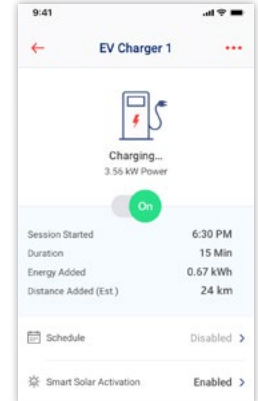 9:41
EV Charger 1
Charging...
3.56 kW Power
On
Session Started 6:30 PM
Duration 15 Min
Energy Added 0.67 kWh
Distance Added (Est.) 24 km
Schedule Disabled
Smart Solar Activation Enabled